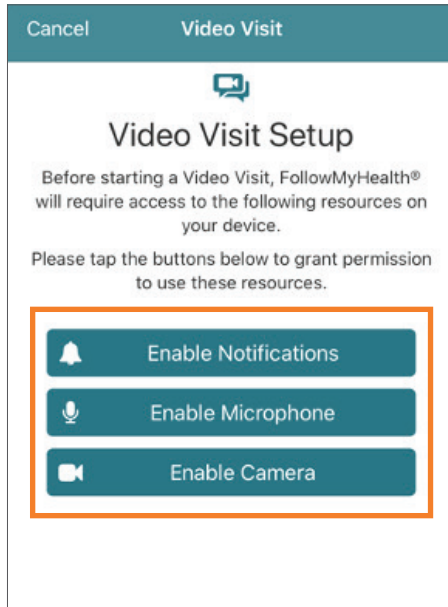 Cancel Video Visit
Video Visit Setup
Before starting a Video Visit, FollowMyHealth®
will require access to the following resources on
your device.
Please tap the buttons below to grant permission
to use these resources.
Enable Notifications
Enable Microphone
Enable Camera